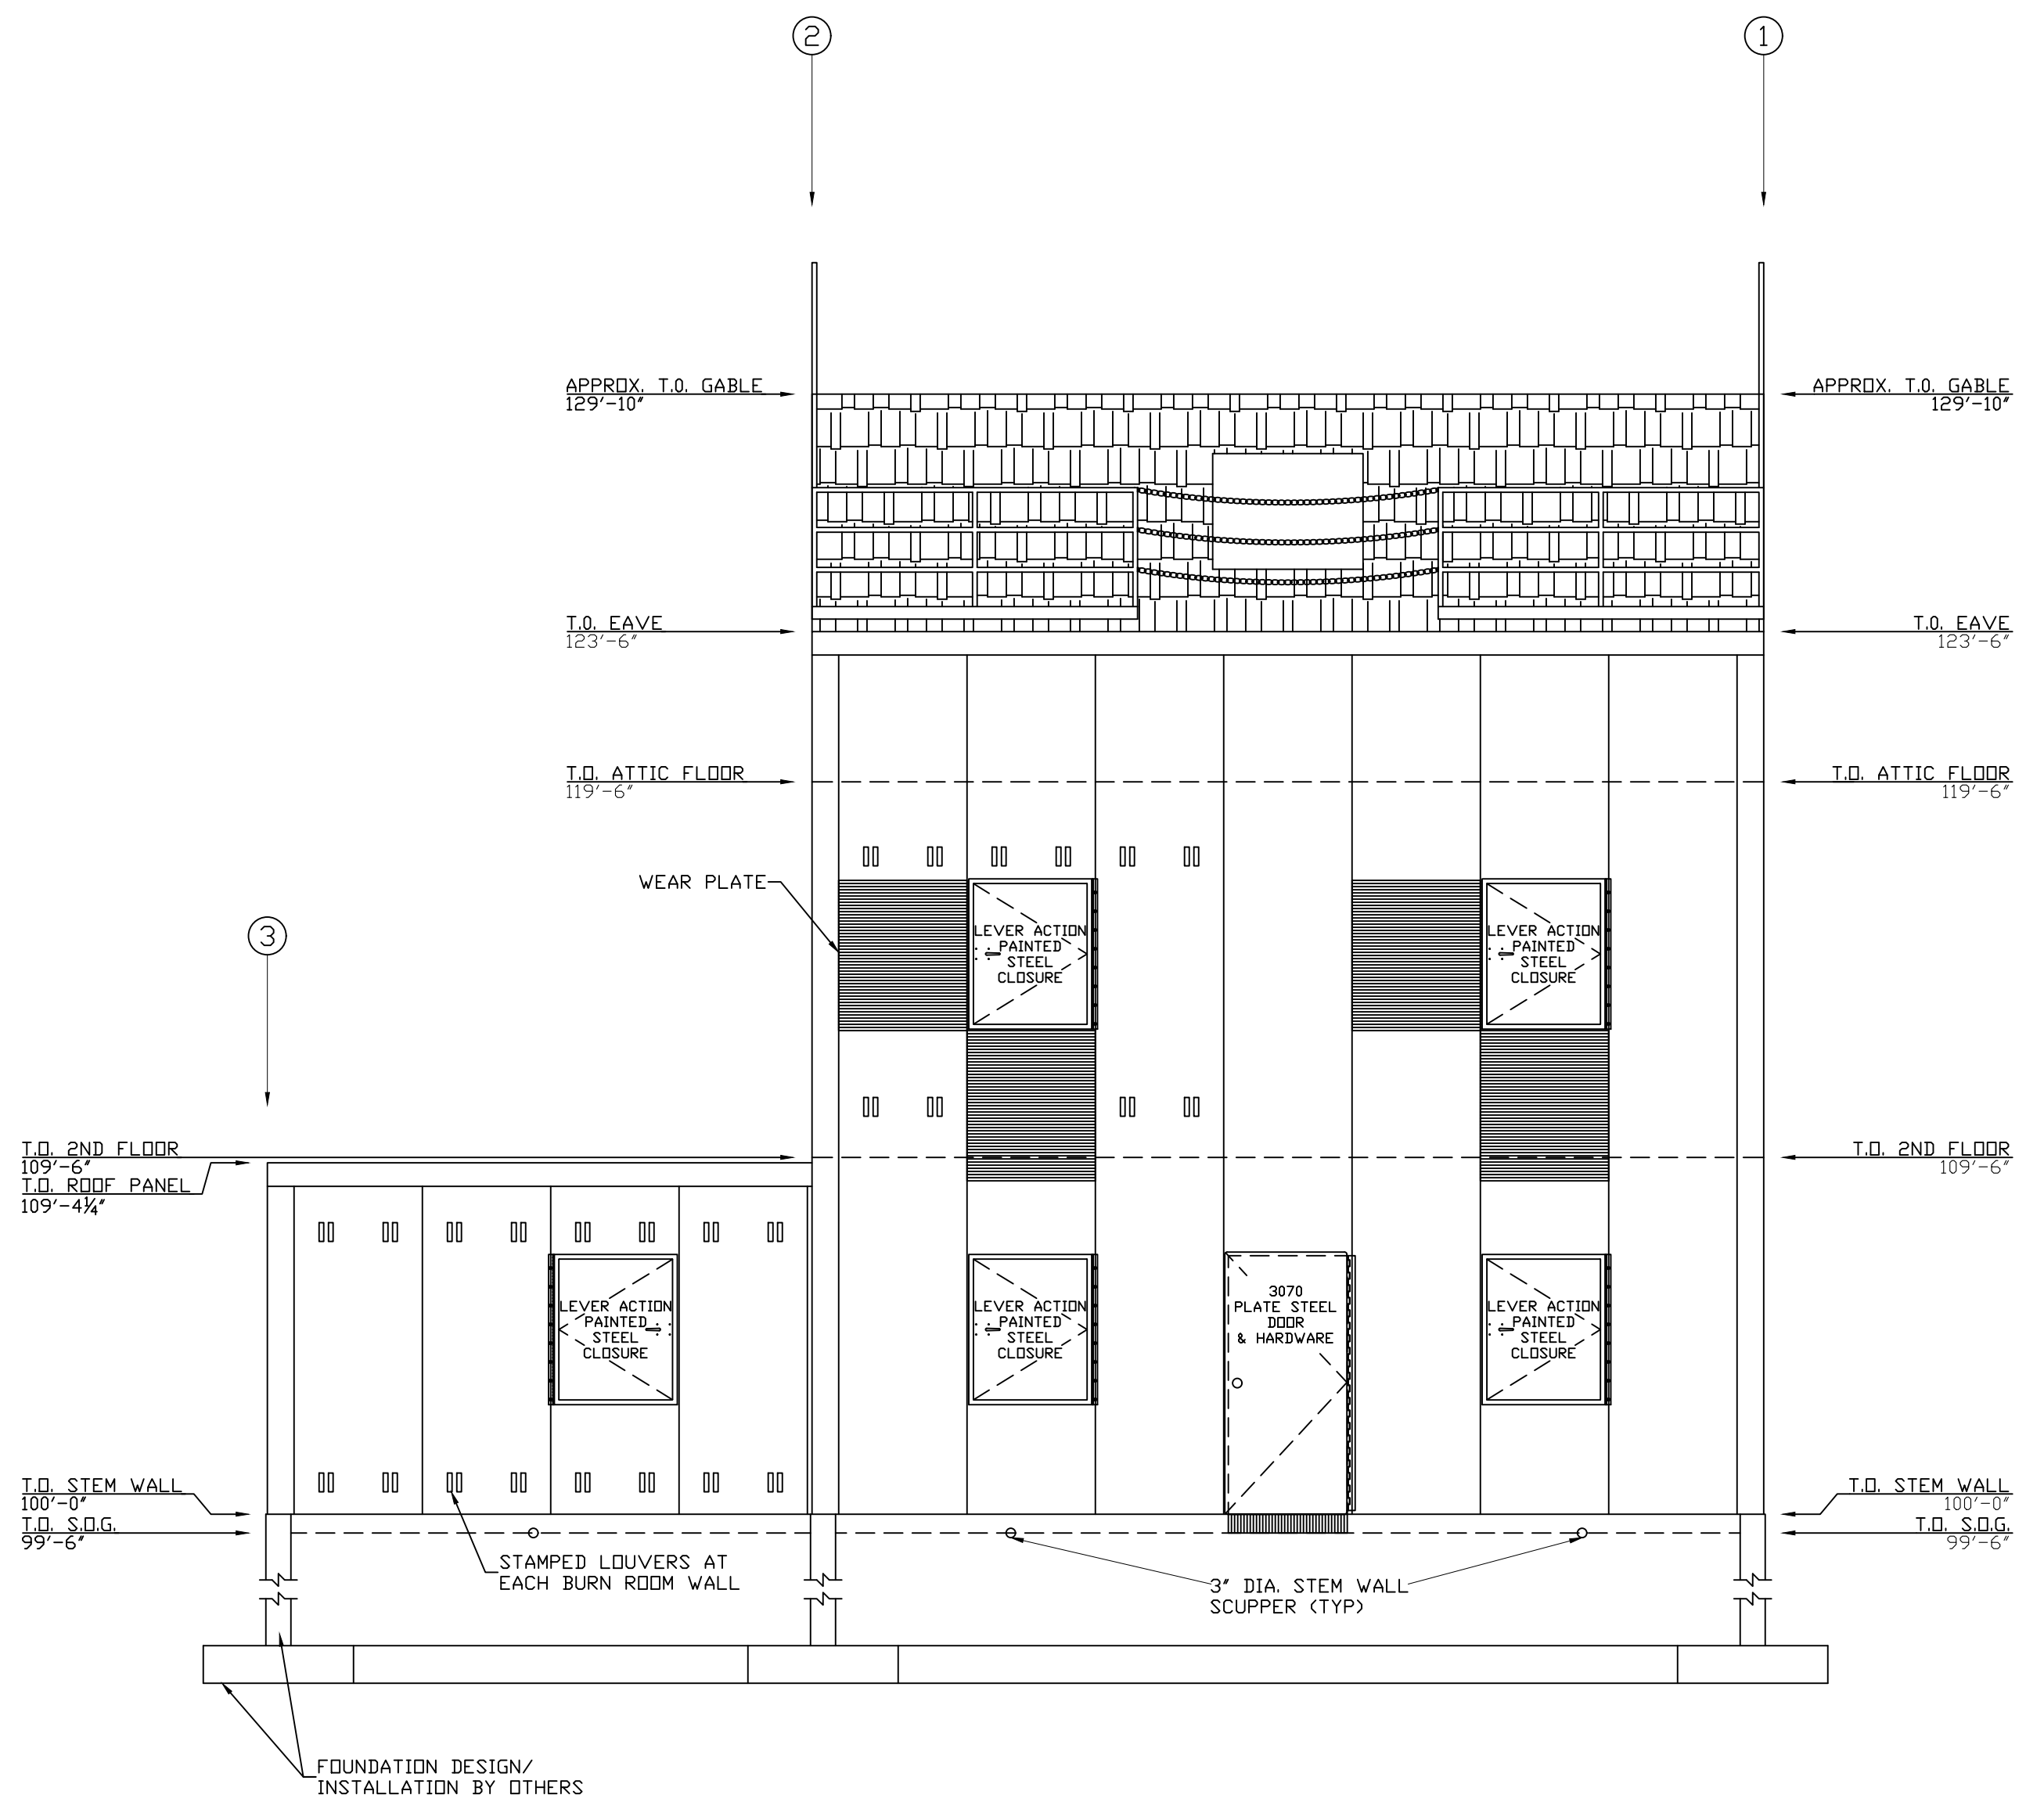 2
1
APPROX. T.O. GABLE
129'-10"
APPROX. T.O. GABLE
129'-10"
T.O. EAVE
123'-6"
T.O. EAVE
123'-6"
T.O. ATTIC FLOOR
119'-6"
T.O. ATTIC FLOOR
119'-6"
WEAR PLATE
LEVER ACTION
PAINTED
STEEL
CLOSURE
LEVER ACTION
PAINTED
STEEL
CLOSURE
3
T.O. 2ND FLOOR
109'-6"
T.O. ROOF PANEL
109'-4¼"
T.O. 2ND FLOOR
109'-6"
LEVER ACTION
PAINTED
STEEL
CLOSURE
LEVER ACTION
PAINTED
STEEL
CLOSURE
3070
PLATE STEEL
DOOR
& HARDWARE
LEVER ACTION
PAINTED
STEEL
CLOSURE
T.O. STEM WALL
100'-0"
T.O. S.O.G.
99'-6"
T.O. STEM WALL
100'-0"
T.O. S.O.G.
99'-6"
STAMPED LOUVERS AT
EACH BURN ROOM WALL
3" DIA. STEM WALL
SCUPPER (TYP)
FOUNDATION DESIGN/
INSTALLATION BY OTHERS